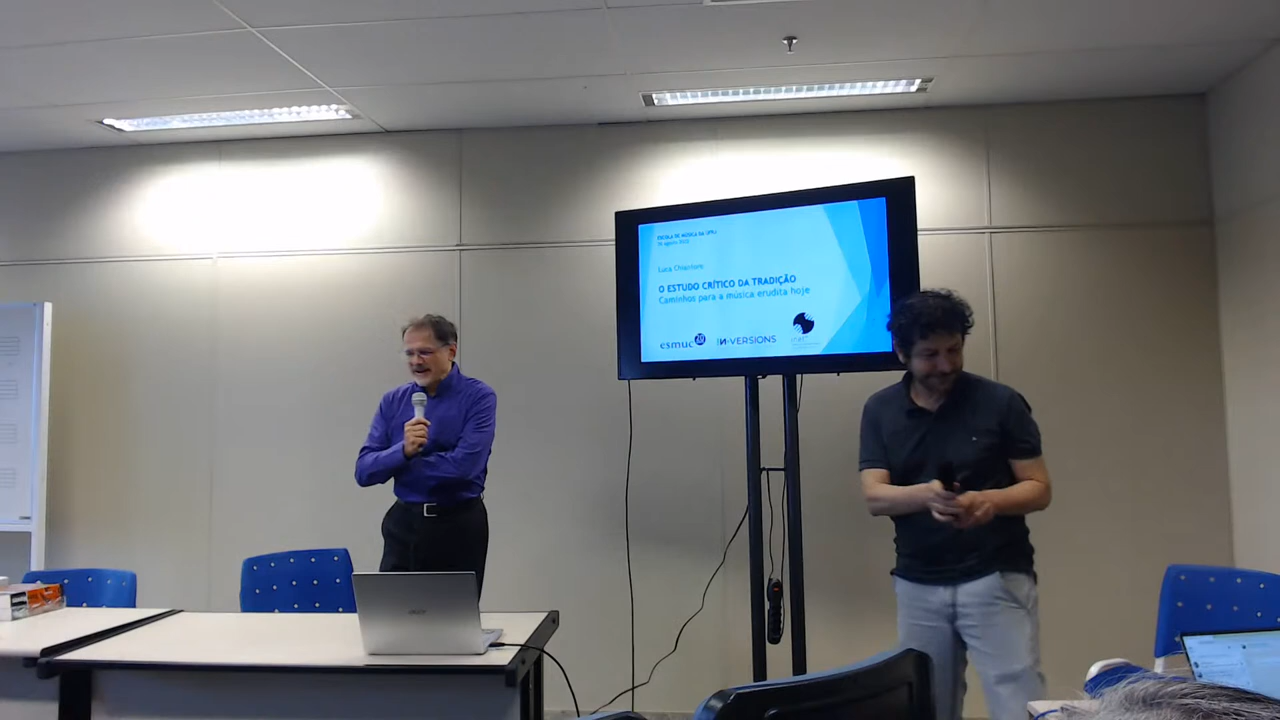 ESCOLA DE MÚSICA DA UFRJ
Luca Chiantore
O ESTUDO CRÍTICO DA TRADIÇÃO
Caminhos para a música erudita hoje
esmuc
IN·VERSIONS
inet
acer